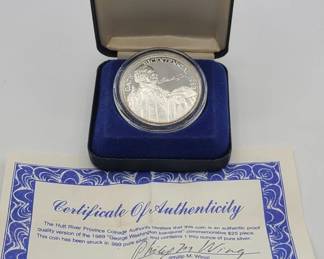 BICENTENNIAL
Certificate Of Authenticity
The Hutt River Province Coinage Authority certifies that this coin is an authentic proof
quality version of the 1989 "George Washington Bicentennial" commemorative $25 piece.
This coin has been struck in .999 pure silver and contains 1 troy ounce of pure silver.